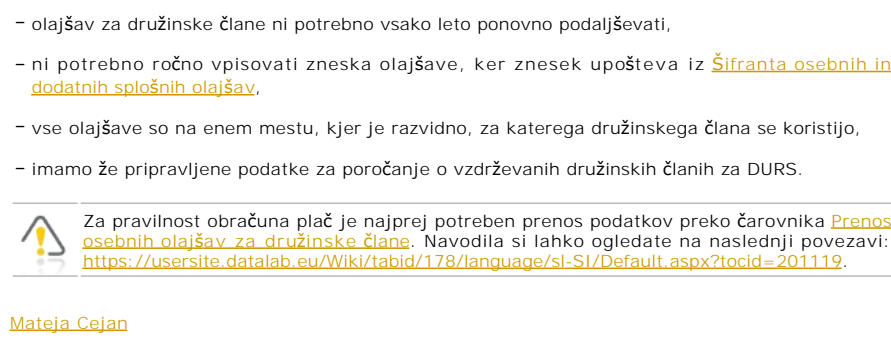 – olajšav za družinske člane ni potrebno vsako leto ponovno podaljševati,
– ni potrebno ročno vpisovati zneska olajšave, ker znesek upošteva iz Šifranta osebnih in
dodatnih splošnih olajšav,
– vse olajšave so na enem mestu, kjer je razvidno, za katerega družinskega člana se koristijo,
– imamo že pripravljene podatke za poročanje o vzdrževanih družinskih članih za DURS.
Za pravilnost obračuna plač je najprej potreben prenos podatkov preko čarovnika Prenos
osebnih olajšav za družinske člane. Navodila si lahko ogledate na naslednji povezavi:
https://usersite.datalab.eu/Wiki/tabid/178/language/sl-SI/Default.aspx?tocid=201119.
Mateja Cejan